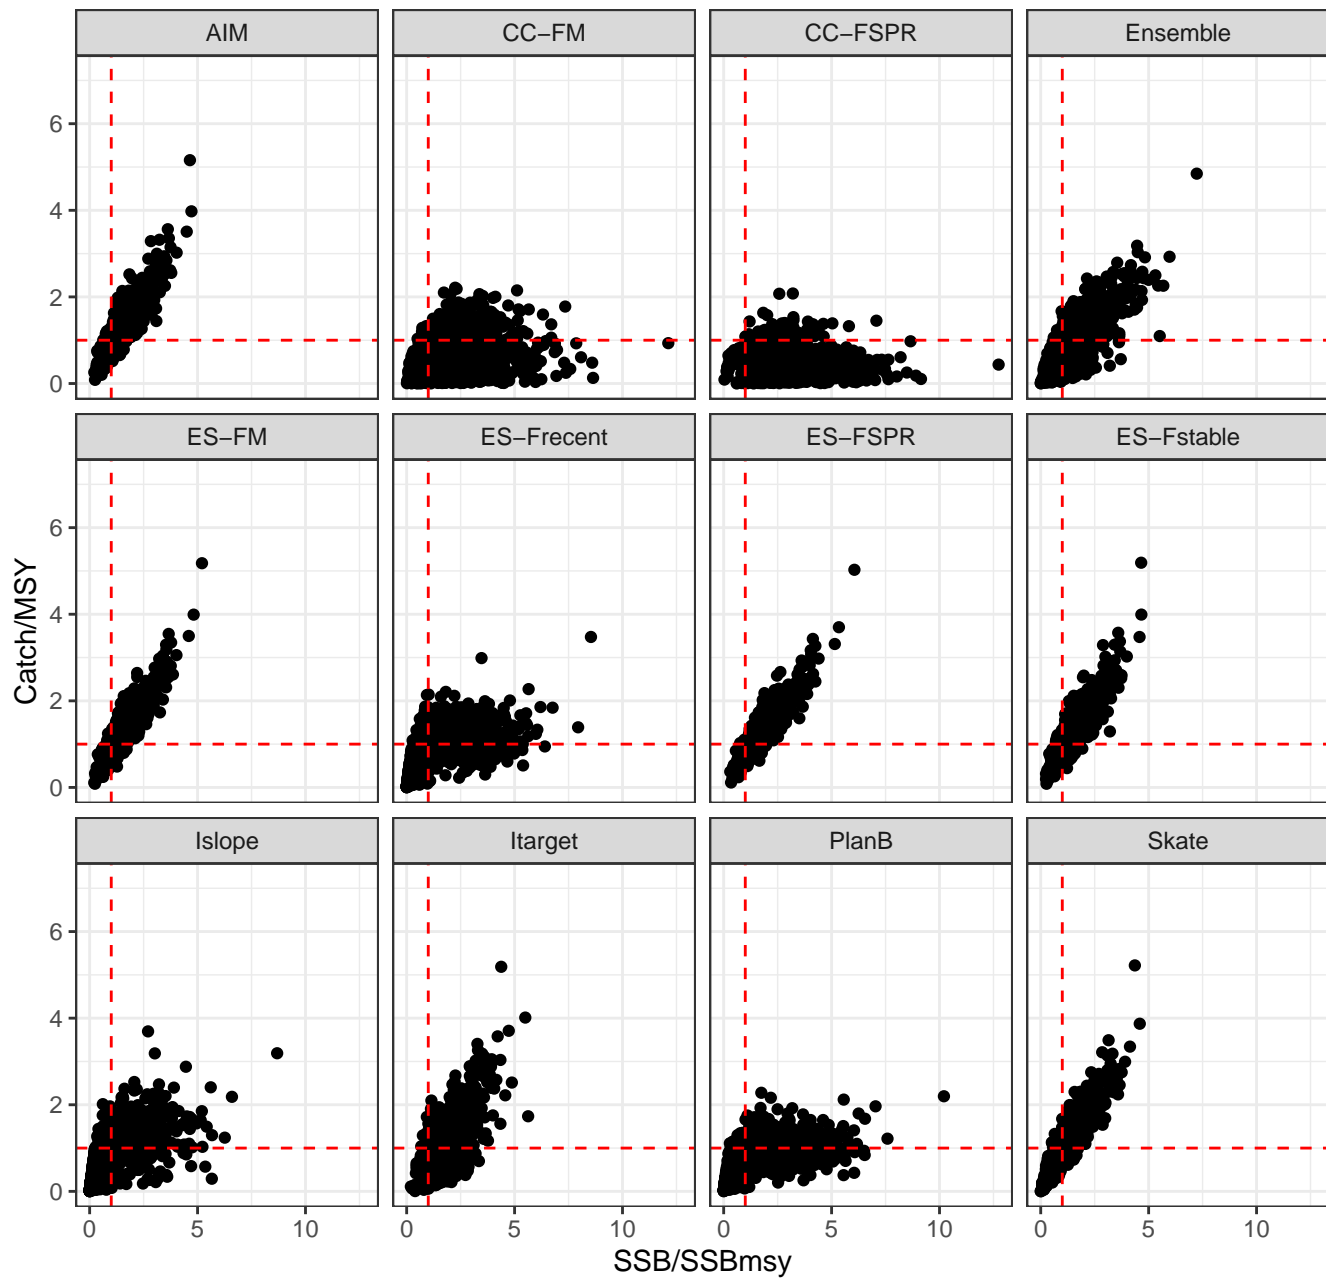 AIM CC−FM CC−FSPR Ensemble
6
4
2
0
ES−FM ES−Frecent ES−FSPR ES−Fstable
6
4
2
0
Catch/MSY
Islope Itarget PlanB Skate
6
4
2
0
0 5 10 0 5 10 0 5 10 0 5 10
SSB/SSBmsy